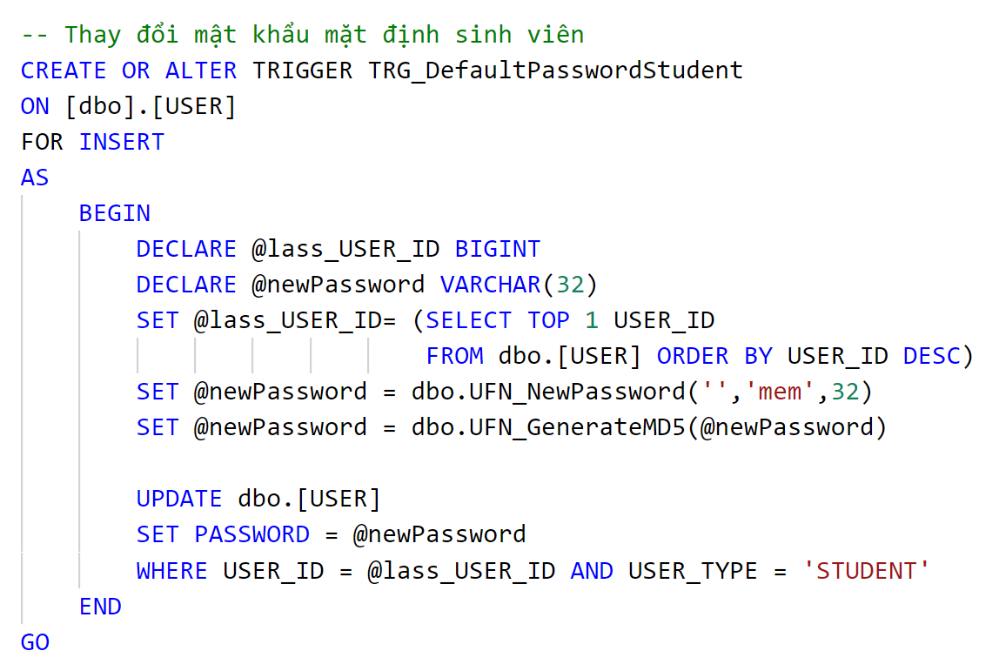 -- Thay đổi mật khẩu mặt định sinh viên
CREATE OR ALTER TRIGGER TRG_DefaultPasswordStudent
ON [dbo].[USER]
FOR INSERT
AS
BEGIN
DECLARE @lass_USER_ID BIGINT
DECLARE @newPassword VARCHAR(32)
SET @lass_USER_ID= (SELECT TOP 1 USER_ID
FROM dbo.[USER] ORDER BY USER_ID DESC)
SET @newPassword = dbo.UFN_NewPassword('','mem',32)
SET @newPassword = dbo.UFN_GenerateMD5(@newPassword)
UPDATE dbo.[USER]
SET PASSWORD = @newPassword
WHERE USER_ID = @lass_USER_ID AND USER_TYPE = 'STUDENT'
END
GO